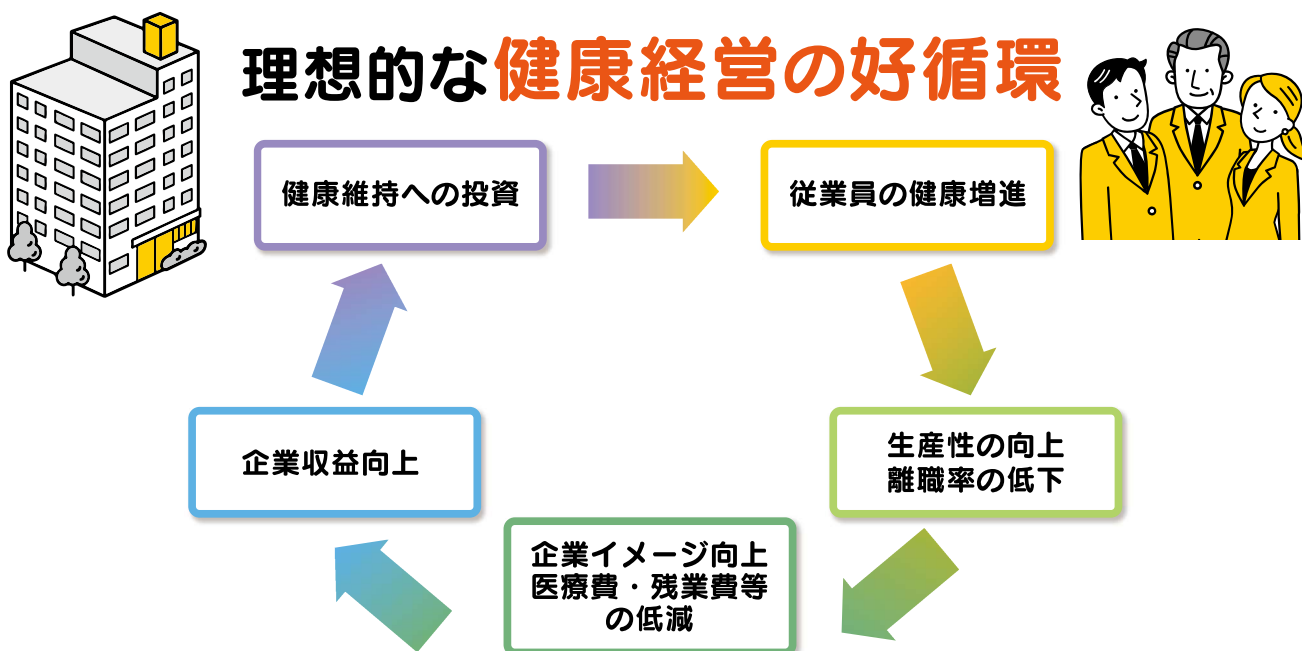 理想的な健康経営の好循環
健康維持への投資
従業員の健康増進
生産性の向上
離職率の低下
企業イメージ向上
医療費・残業費等
の低減
企業収益向上